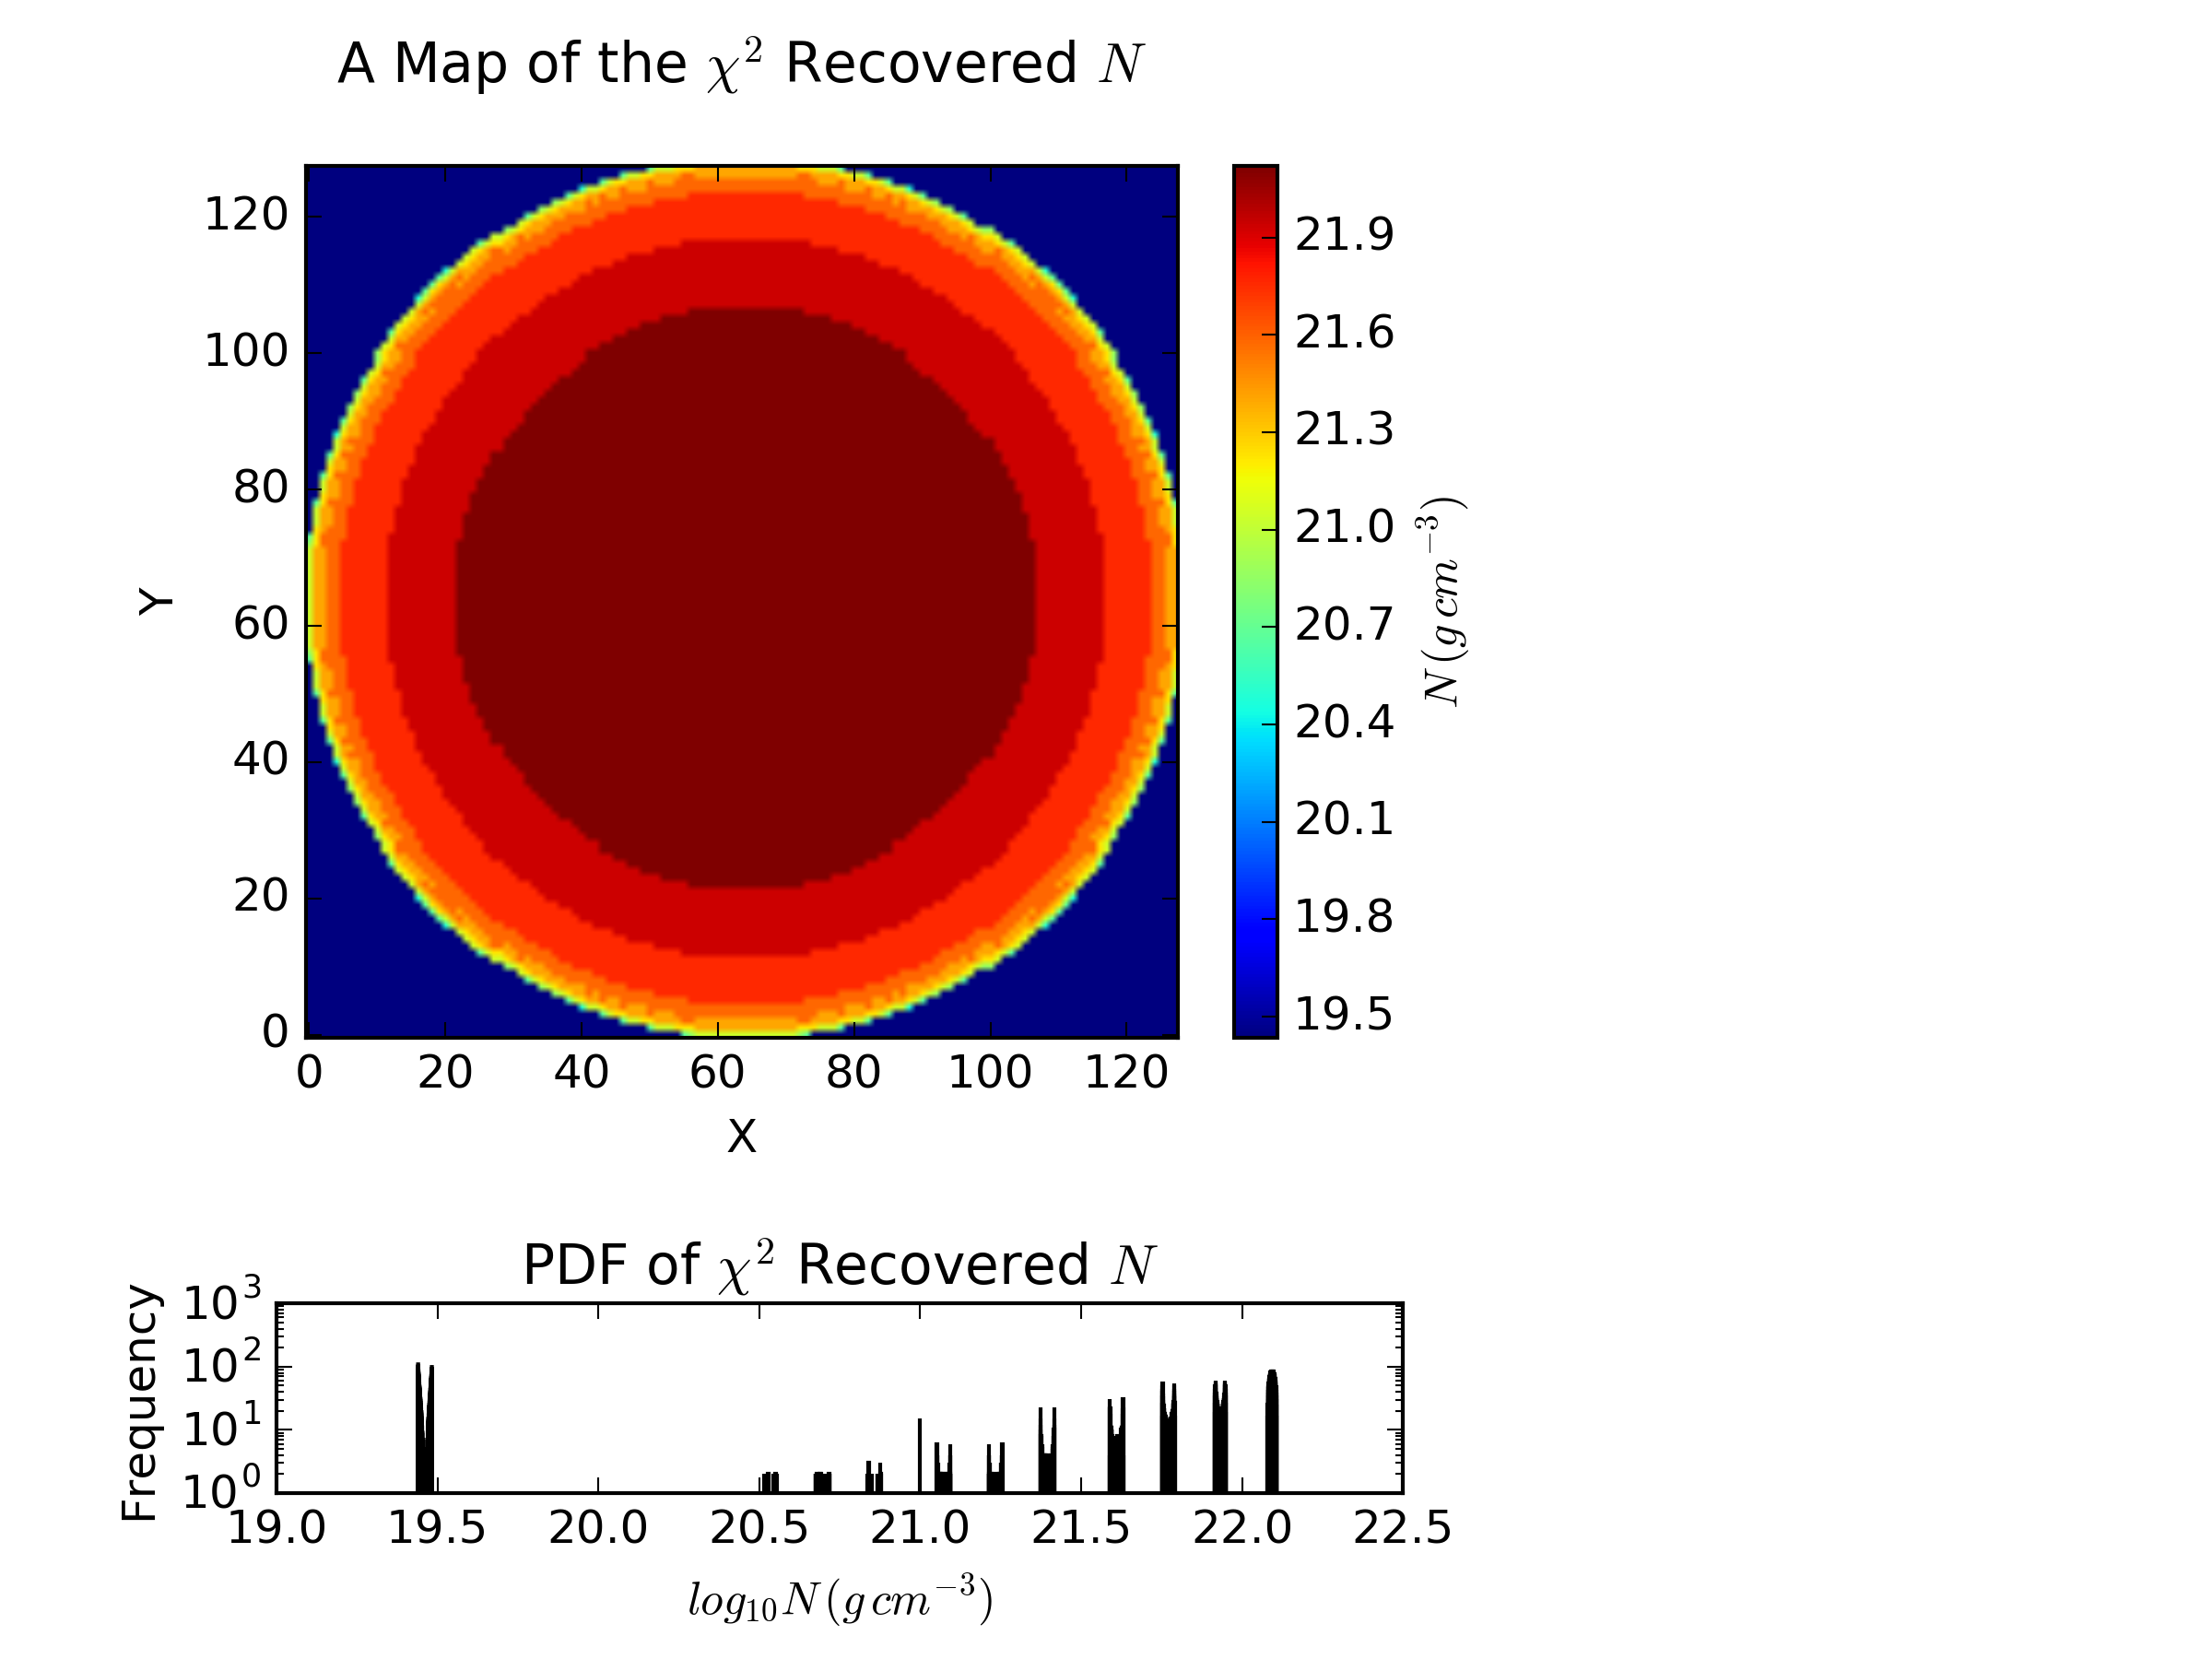 A Map of the χ² Recovered N
120
100
80
60
40
20
0
Y
0 20 40 60 80 100 120
X
21.9
21.6
21.3
21.0
20.7
20.4
20.1
19.8
19.5
N(g cm⁻³)
PDF of χ² Recovered N
Frequency
10³
10²
10¹
10⁰
19.0 19.5 20.0 20.5 21.0 21.5 22.0 22.5
log₁₀N(g cm⁻³)